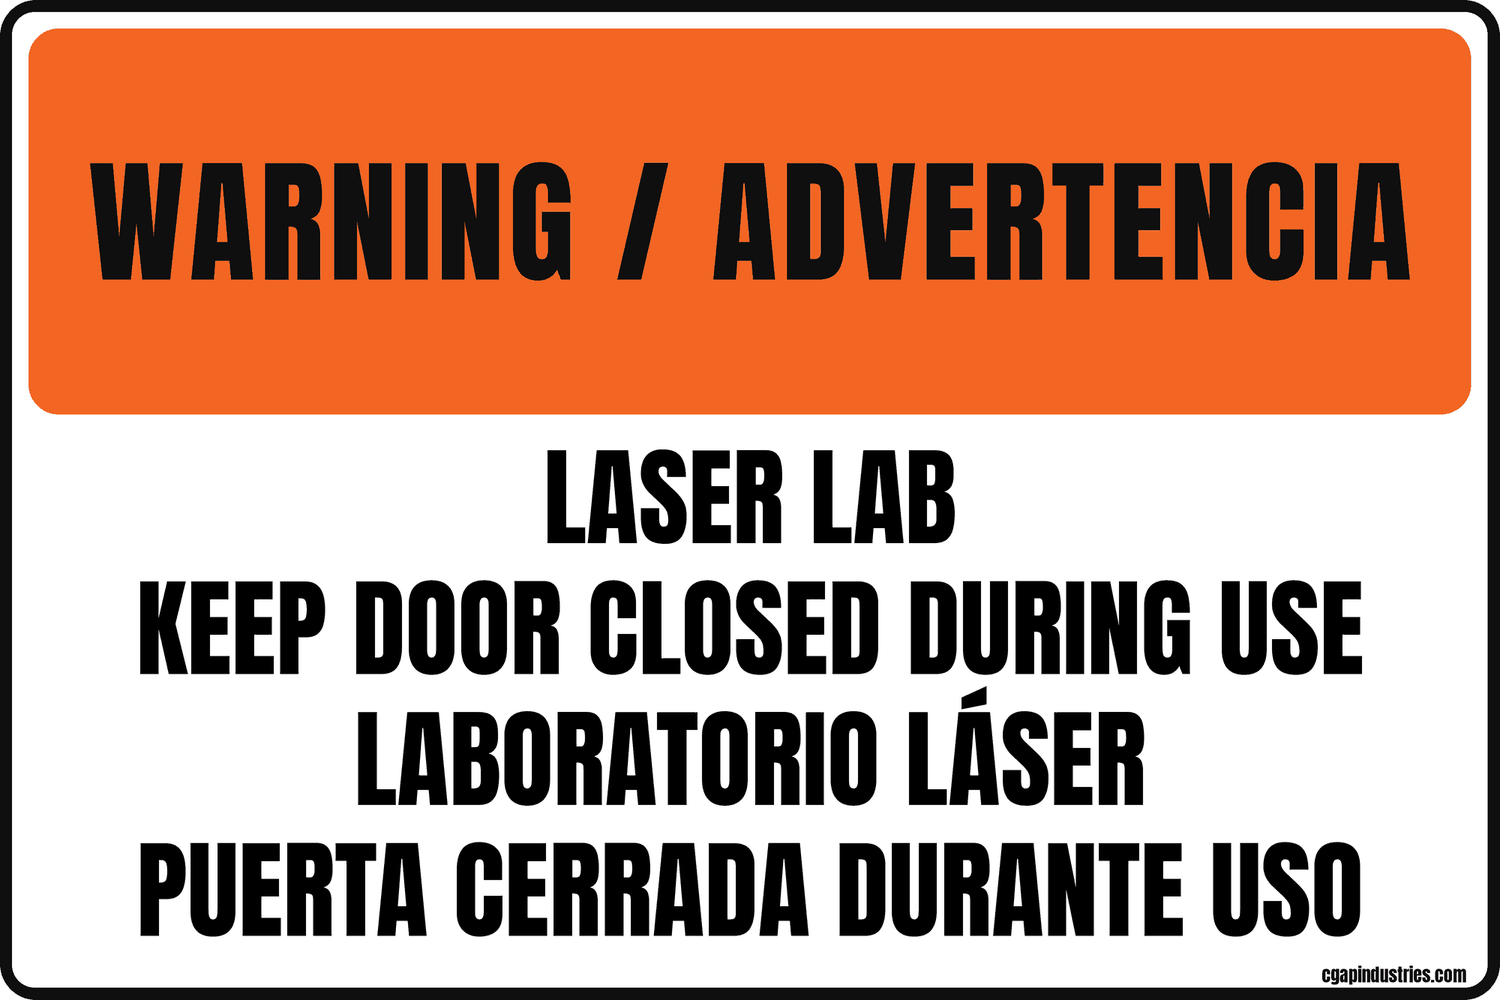 WARNING / ADVERTENCIA
LASER LAB
KEEP DOOR CLOSED DURING USE
LABORATORIO LÁSER
PUERTA CERRADA DURANTE USO
cgapindustries.com